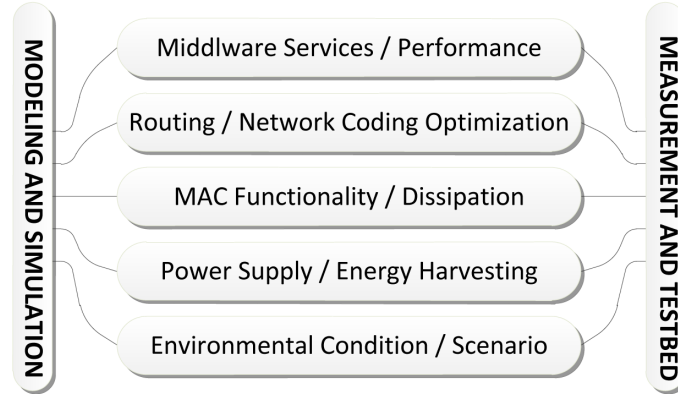 MODELING AND SIMULATION
Middlware Services / Performance
Routing / Network Coding Optimization
MAC Functionality / Dissipation
Power Supply / Energy Harvesting
Environmental Condition / Scenario
MEASUREMENT AND TESTBED